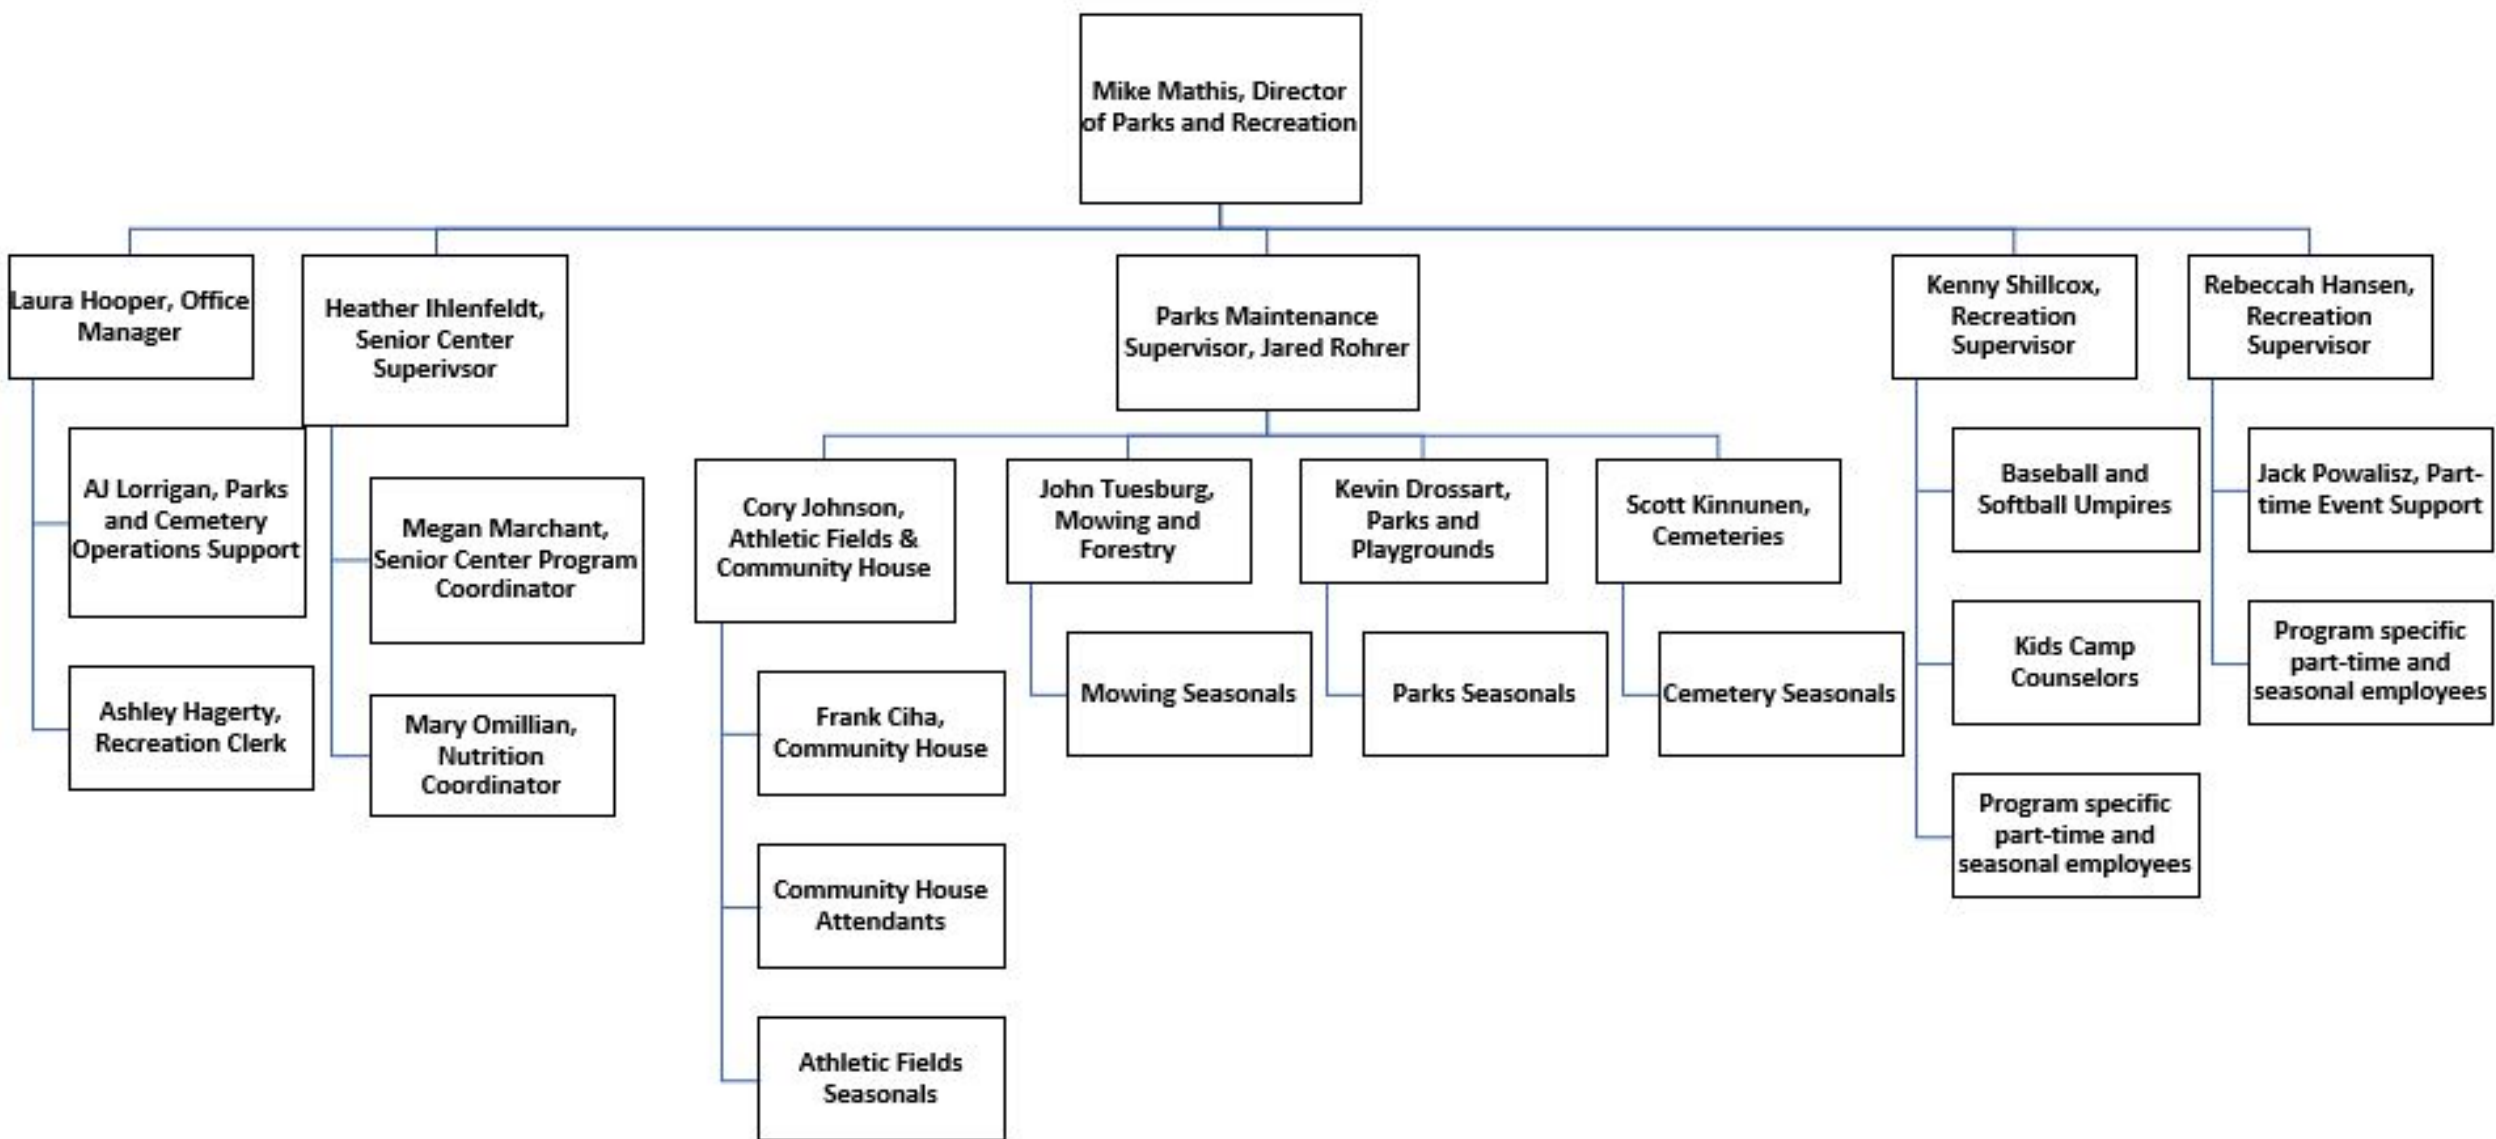 Mike Mathis, Director
of Parks and Recreation
Laura Hooper, Office
Manager
Heather Ihlenfeldt,
Senior Center
Superivsor
Parks Maintenance
Supervisor, Jared Rohrer
Kenny Shillcox,
Recreation
Supervisor
Rebeccah Hansen,
Recreation
Supervisor
AJ Lorrigan, Parks
and Cemetery
Operations Support
Ashley Hagerty,
Recreation Clerk
Megan Marchant,
Senior Center Program
Coordinator
Mary Omillian,
Nutrition
Coordinator
Cory Johnson,
Athletic Fields &
Community House
Frank Ciha,
Community House
Community House
Attendants
Athletic Fields
Seasonals
John Tuesburg,
Mowing and
Forestry
Mowing Seasonals
Kevin Drossart,
Parks and
Playgrounds
Parks Seasonals
Scott Kinnunen,
Cemeteries
Cemetery Seasonals
Baseball and
Softball Umpires
Kids Camp
Counselors
Program specific
part-time and
seasonal employees
Jack Powalisz, Part-
time Event Support
Program specific
part-time and
seasonal employees